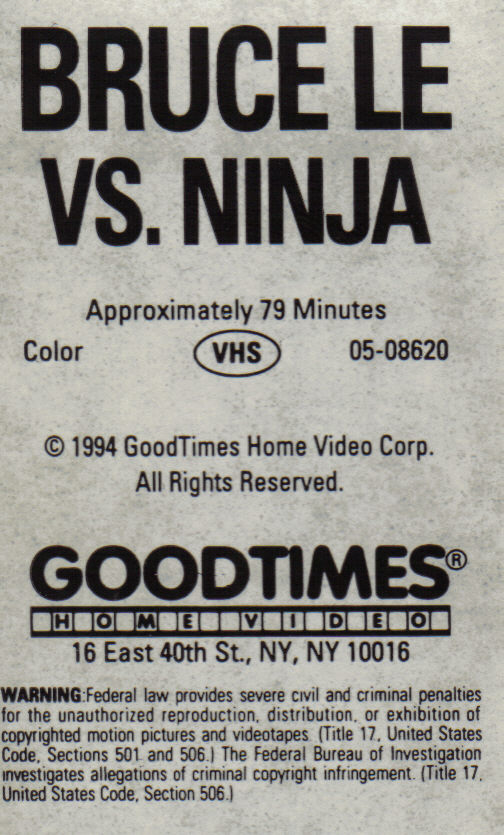 BRUCE LE
VS. NINJA
Approximately 79 Minutes
Color VHS 05-08620
© 1994 GoodTimes Home Video Corp.
All Rights Reserved.
GOODTIMES®
HOME VIDEO
16 East 40th St., NY, NY 10016
WARNING:Federal law provides severe civil and criminal penalties
for the unauthorized reproduction, distribution, or exhibition of
copyrighted motion pictures and videotapes. (Title 17, United States
Code, Sections 501 and 506.) The Federal Bureau of Investigation
investigates allegations of criminal copyright infringement. (Title 17,
United States Code, Section 506.)